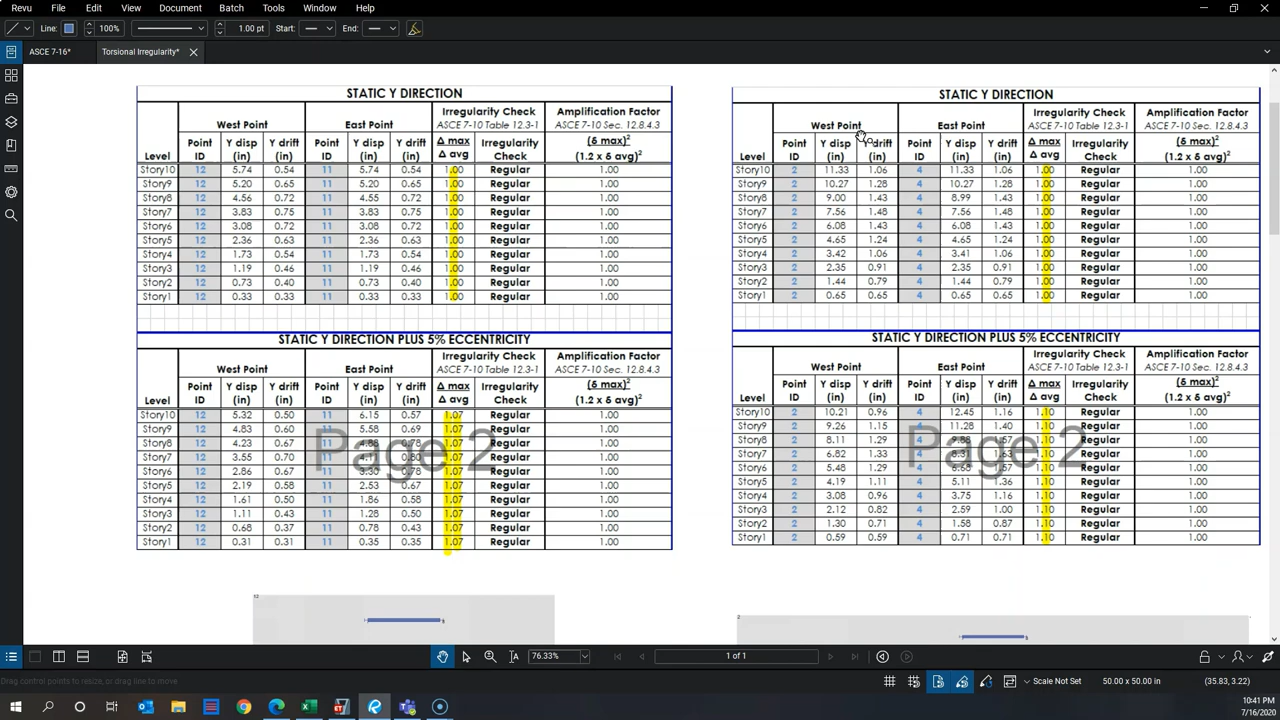 Revu File Edit View Document Batch Tools Window Help
Line: 100% 1.00 pt Start: End:
ASCE 7-16* Torsional Irregularity*
STATIC Y DIRECTION
West Point East Point Irregularity Check Amplification Factor
ASCE 7-10 Table 12.3-1 ASCE 7-10 Sec. 12.8.4.3
Level Point ID Y disp (in) Y drift (in) Point ID Y disp (in) Y drift (in) Δ max Δ avg Irregularity Check (δ max)² (1.2 x δ avg)²
Story10 12 5.74 0.54 11 5.74 0.54 1.00 Regular 1.00
Story9 12 5.20 0.65 11 5.20 0.65 1.00 Regular 1.00
Story8 12 4.56 0.72 11 4.55 0.72 1.00 Regular 1.00
Story7 12 3.83 0.75 11 3.83 0.75 1.00 Regular 1.00
Story6 12 3.08 0.72 11 3.08 0.72 1.00 Regular 1.00
Story5 12 2.36 0.63 11 2.36 0.63 1.00 Regular 1.00
Story4 12 1.73 0.54 11 1.73 0.54 1.00 Regular 1.00
Story3 12 1.19 0.46 11 1.19 0.46 1.00 Regular 1.00
Story2 12 0.73 0.40 11 0.73 0.40 1.00 Regular 1.00
Story1 12 0.33 0.33 11 0.33 0.33 1.00 Regular 1.00
STATIC Y DIRECTION PLUS 5% ECCENTRICITY
West Point East Point Irregularity Check Amplification Factor
ASCE 7-10 Table 12.3-1 ASCE 7-10 Sec. 12.8.4.3
Level Point ID Y disp (in) Y drift (in) Point ID Y disp (in) Y drift (in) Δ max Δ avg Irregularity Check (δ max)² (1.2 x δ avg)²
Story10 12 5.32 0.50 11 6.15 0.57 1.07 Regular 1.00
Story9 12 4.83 0.60 11 5.58 0.69 1.07 Regular 1.00
Story8 12 4.23 0.67 11 4.88 0.78 1.07 Regular 1.00
Story7 12 3.55 0.70 11 4.11 0.80 1.07 Regular 1.00
Story6 12 2.86 0.67 11 3.30 0.78 1.07 Regular 1.00
Story5 12 2.19 0.58 11 2.53 0.67 1.07 Regular 1.00
Story4 12 1.61 0.50 11 1.86 0.58 1.07 Regular 1.00
Story3 12 1.11 0.43 11 1.28 0.50 1.07 Regular 1.00
Story2 12 0.68 0.37 11 0.78 0.43 1.07 Regular 1.00
Story1 12 0.31 0.31 11 0.35 0.35 1.07 Regular 1.00
Page 2
12
STATIC Y DIRECTION
West Point East Point Irregularity Check Amplification Factor
ASCE 7-10 Table 12.3-1 ASCE 7-10 Sec. 12.8.4.3
Level Point ID Y disp (in) Y drift (in) Point ID Y disp (in) Y drift (in) Δ max Δ avg Irregularity Check (δ max)² (1.2 x δ avg)²
Story10 2 11.33 1.06 4 11.33 1.06 1.00 Regular 1.00
Story9 2 10.27 1.28 4 10.27 1.28 1.00 Regular 1.00
Story8 2 9.00 1.43 4 8.99 1.43 1.00 Regular 1.00
Story7 2 7.56 1.48 4 7.56 1.48 1.00 Regular 1.00
Story6 2 6.08 1.43 4 6.08 1.43 1.00 Regular 1.00
Story5 2 4.65 1.24 4 4.65 1.24 1.00 Regular 1.00
Story4 2 3.42 1.06 4 3.41 1.06 1.00 Regular 1.00
Story3 2 2.35 0.91 4 2.35 0.91 1.00 Regular 1.00
Story2 2 1.44 0.79 4 1.44 0.79 1.00 Regular 1.00
Story1 2 0.65 0.65 4 0.65 0.65 1.00 Regular 1.00
STATIC Y DIRECTION PLUS 5% ECCENTRICITY
West Point East Point Irregularity Check Amplification Factor
ASCE 7-10 Table 12.3-1 ASCE 7-10 Sec. 12.8.4.3
Level Point ID Y disp (in) Y drift (in) Point ID Y disp (in) Y drift (in) Δ max Δ avg Irregularity Check (δ max)² (1.2 x δ avg)²
Story10 2 10.21 0.96 4 12.45 1.16 1.10 Regular 1.00
Story9 2 9.26 1.15 4 11.28 1.40 1.10 Regular 1.00
Story8 2 8.11 1.29 4 9.88 1.57 1.10 Regular 1.00
Story7 2 6.82 1.33 4 8.31 1.63 1.10 Regular 1.00
Story6 2 5.48 1.29 4 6.68 1.57 1.10 Regular 1.00
Story5 2 4.19 1.11 4 5.11 1.36 1.10 Regular 1.00
Story4 2 3.08 0.96 4 3.75 1.16 1.10 Regular 1.00
Story3 2 2.12 0.82 4 2.59 1.00 1.10 Regular 1.00
Story2 2 1.30 0.71 4 1.58 0.87 1.10 Regular 1.00
Story1 2 0.59 0.59 4 0.71 0.71 1.10 Regular 1.00
Page 2
2
76.33% 1 of 1
Drag control points to resize, or drag line to move Scale Not Set 50.00 x 50.00 in (35.83, 3.22)
10:41 PM
7/16/2020